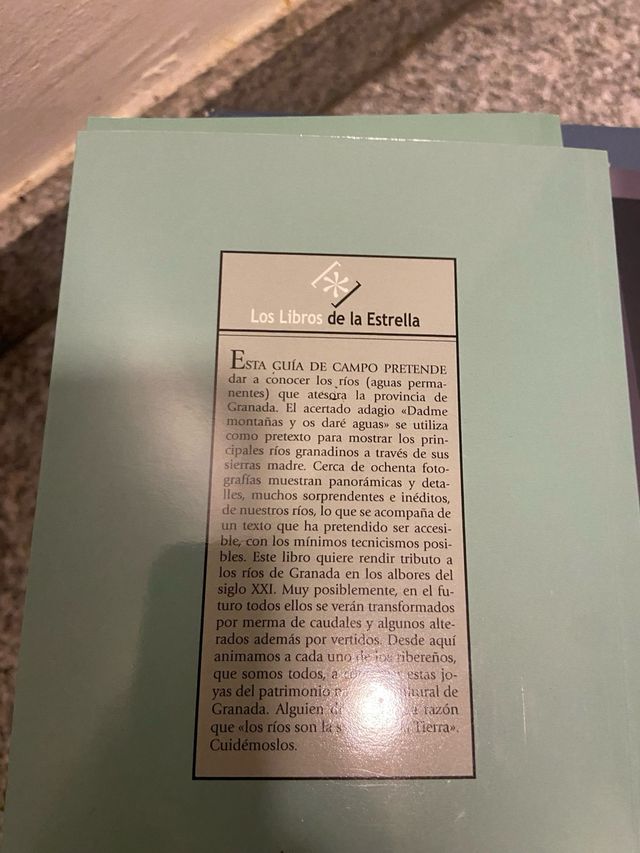 Los Libros de la Estrella
ESTA GUÍA DE CAMPO PRETENDE
dar a conocer los ríos (aguas perma-
nentes) que atesora la provincia de
Granada. El acertado adagio «Dadme
montañas y os daré aguas» se utiliza
como pretexto para mostrar los prin-
cipales ríos granadinos a través de sus
sierras madre. Cerca de ochenta foto-
grafías muestran panorámicas y deta-
lles, muchos sorprendentes e inéditos,
de nuestros ríos, lo que se acompaña de
un texto que ha pretendido ser accesi-
ble, con los mínimos tecnicismos posi-
bles. Este libro quiere rendir tributo a
los ríos de Granada en los albores del
siglo XXI. Muy posiblemente, en el fu-
turo todos ellos se verán transformados
por merma de caudales y algunos alte-
rados además por vertidos. Desde aquí
animamos a cada uno de los ribereños,
que somos todos, a estas jo-
yas del patrimonio de
Granada. Alguien razón
que «los ríos son la Tierra».
Cuidémoslos.